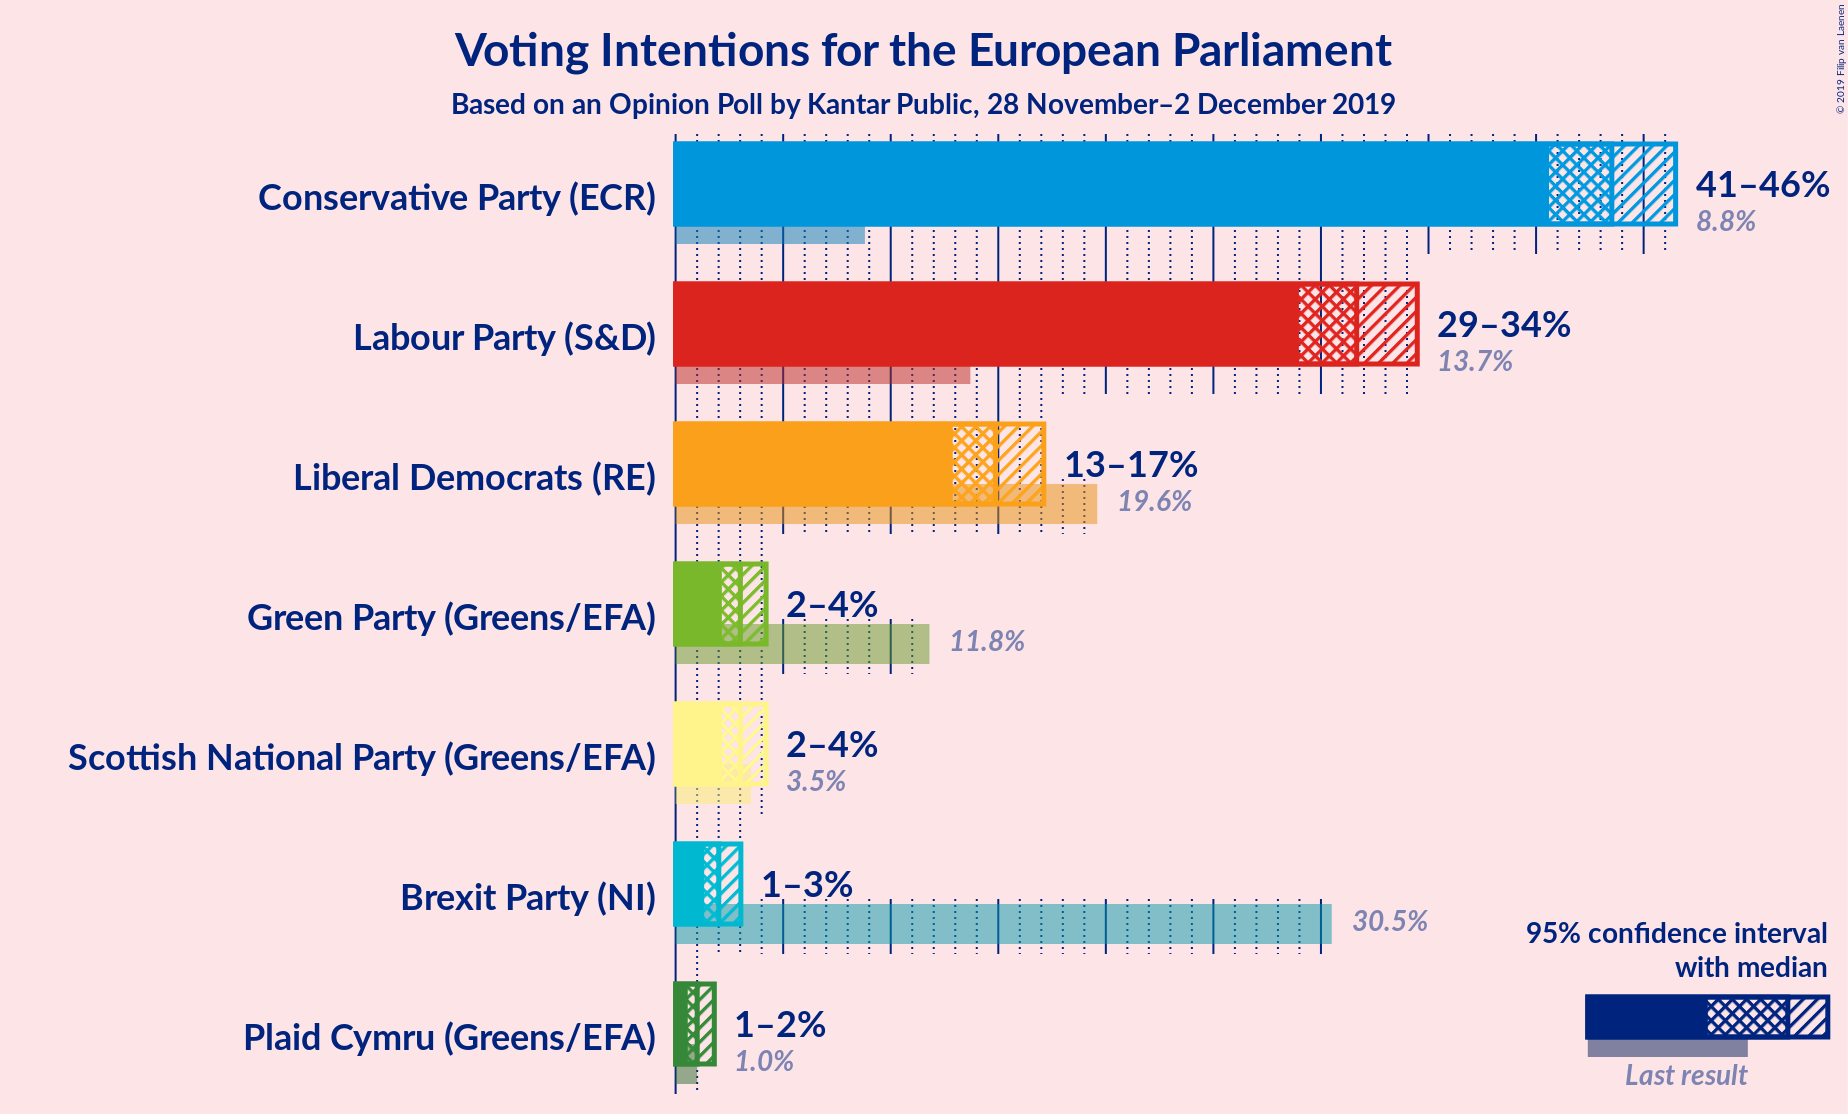 Voting Intentions for the European Parliament
Based on an Opinion Poll by Kantar Public, 28 November–2 December 2019
© 2019 Filip van Laenen
Conservative Party (ECR)
41–46%
8.8%
Labour Party (S&D)
29–34%
13.7%
Liberal Democrats (RE)
13–17%
19.6%
Green Party (Greens/EFA)
2–4%
11.8%
Scottish National Party (Greens/EFA)
2–4%
3.5%
Brexit Party (NI)
1–3%
30.5%
Plaid Cymru (Greens/EFA)
1–2%
1.0%
95% confidence interval
with median
Last result